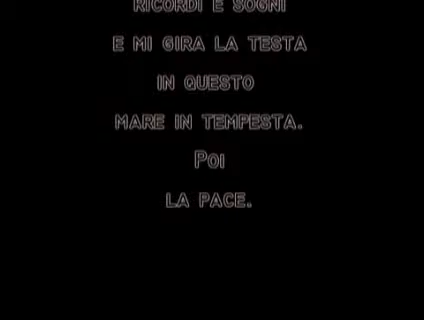 RICORDI E SOGNI
E MI GIRA LA TESTA
IN QUESTO
MARE IN TEMPESTA.
POI
LA PACE.